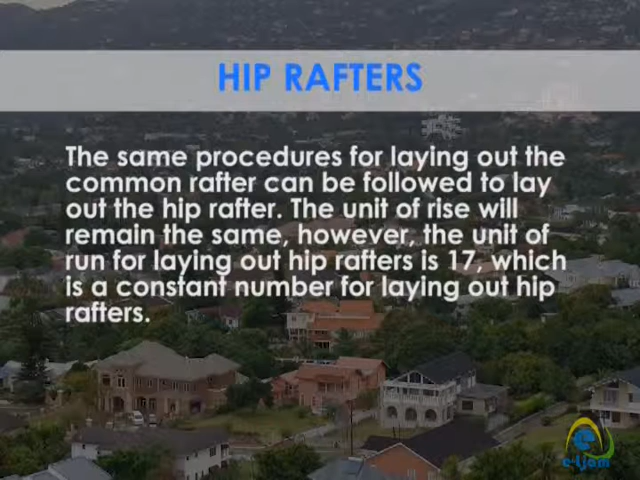 HIP RAFTERS
The same procedures for laying out the
common rafter can be followed to lay
out the hip rafter. The unit of rise will
remain the same, however, the unit of
run for laying out hip rafters is 17, which
is a constant number for laying out hip
rafters.
e-ljam